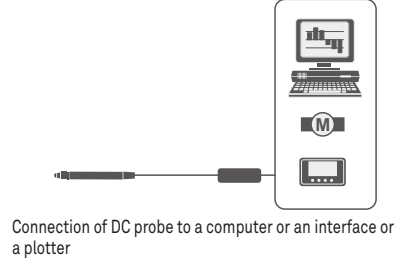 M
Connection of DC probe to a computer or an interface or
a plotter